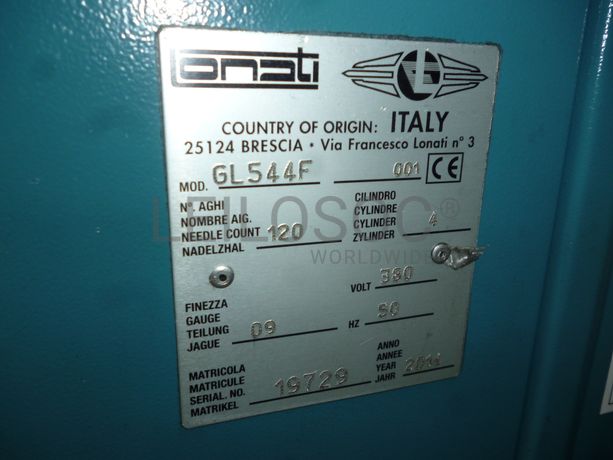 Lonati
COUNTRY OF ORIGIN: ITALY
25124 BRESCIA • Via Francesco Lonati n° 3
MOD. GL544F 001 CE
N°. AGHI
NOMBRE AIG.
NEEDLE COUNT 120
NADELZHAL
CILINDRO
CYLINDRE
CYLINDER 4
ZYLINDER
LEILOSOC®
WORLDWIDE
FINEZZA
GAUGE
TEILUNG 09
JAGUE
VOLT 380
HZ 50
MATRICOLA
MATRICULE
SERIAL. NO. 19729
MATRIKEL
ANNO
ANNEE
YEAR
JAHR